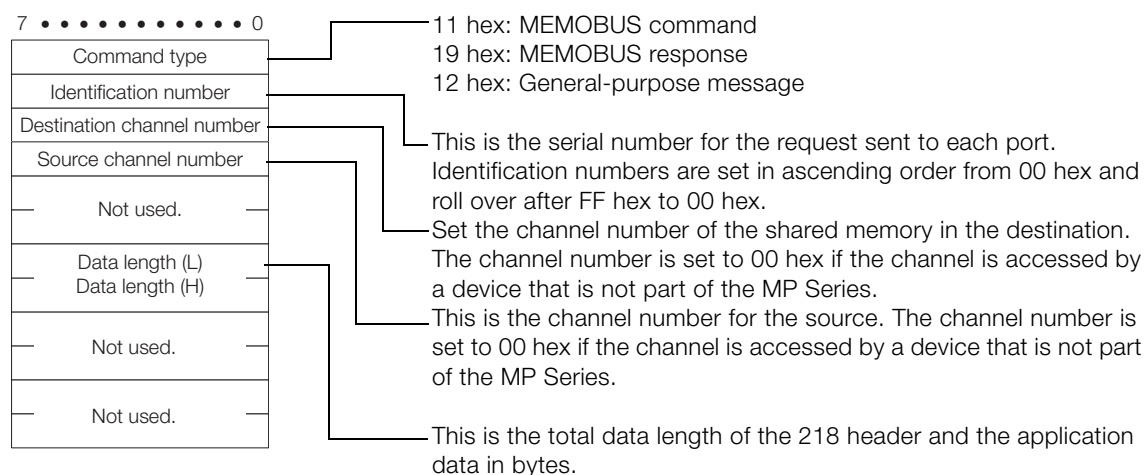 7 • • • • • • • • • • • 0
Command type
Identification number
Destination channel number
Source channel number
Not used.
Data length (L)
Data length (H)
Not used.
Not used.
11 hex: MEMOBUS command
19 hex: MEMOBUS response
12 hex: General-purpose message
This is the serial number for the request sent to each port.
Identification numbers are set in ascending order from 00 hex and
roll over after FF hex to 00 hex.
Set the channel number of the shared memory in the destination.
The channel number is set to 00 hex if the channel is accessed by
a device that is not part of the MP Series.
This is the channel number for the source. The channel number is
set to 00 hex if the channel is accessed by a device that is not part
of the MP Series.
This is the total data length of the 218 header and the application
data in bytes.